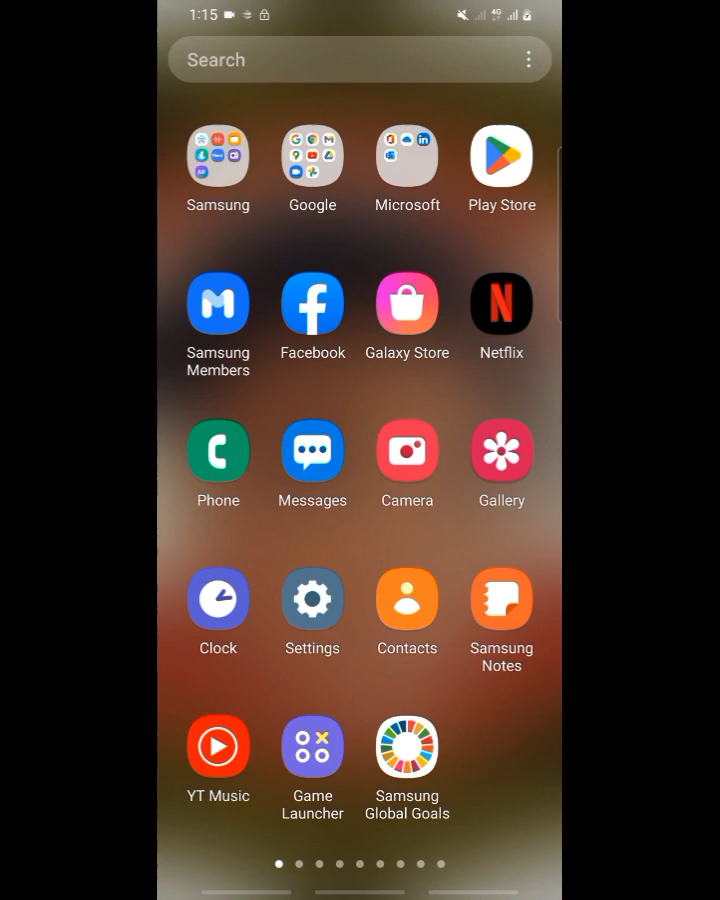 1:15 4G
Search
Samsung Google Microsoft Play Store
Samsung Members Facebook Galaxy Store Netflix
Phone Messages Camera Gallery
Clock Settings Contacts Samsung Notes
YT Music Game Launcher Samsung Global Goals